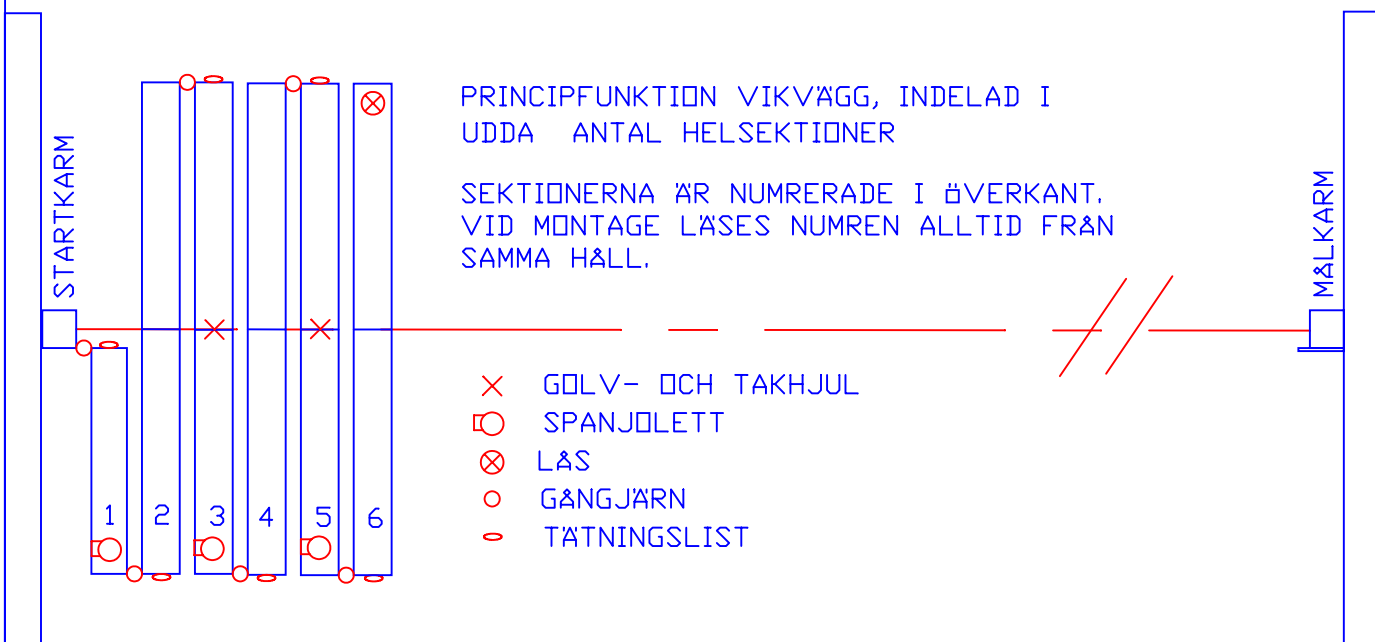 PRINCIPFUNKTION VIKVÄGG, INDELAD I
UDDA ANTAL HELSEKTIONER
SEKTIONERNA ÄR NUMRERADE I ÖVERKANT.
VID MONTAGE LÄSES NUMREN ALLTID FRÅN
SAMMA HÅLL.
STARTKARM
MÅLKARM
GOLV- OCH TAKHJUL
SPANJOLETT
LÅS
GÅNGJÄRN
TÄTNINGSLIST
1 2 3 4 5 6